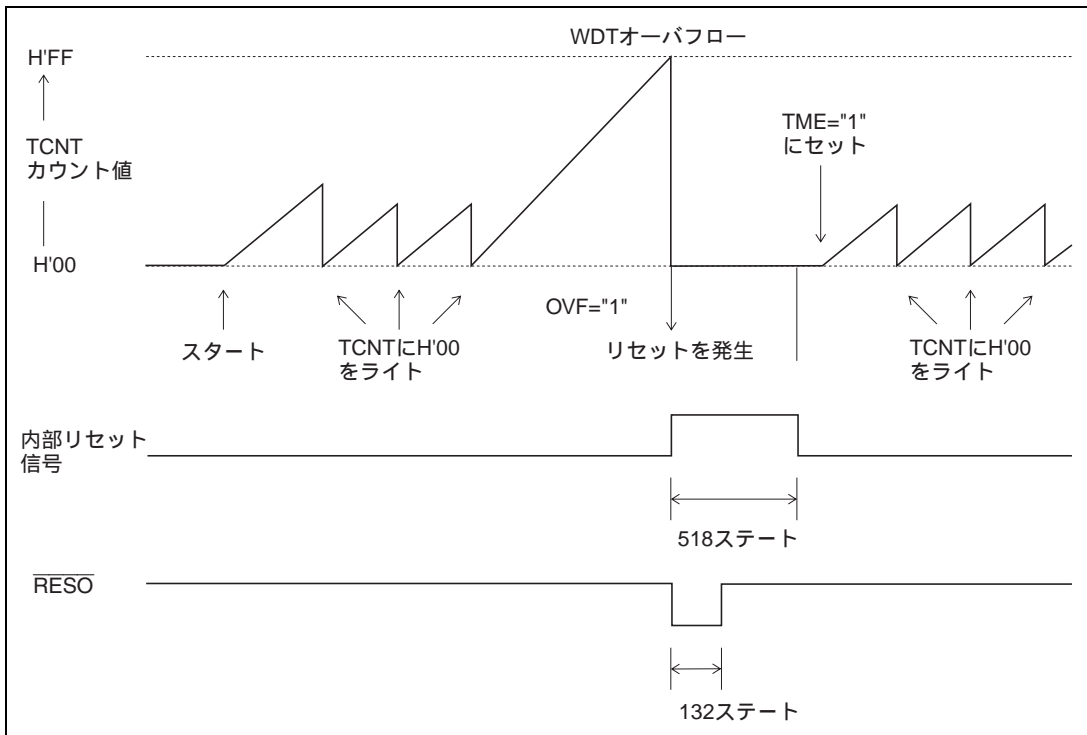 WDTオーバフロー
H'FF
TCNT
カウント値
TME="1"
にセット
H'00
スタート
TCNTにH'00
をライト
OVF="1"
リセットを発生
TCNTにH'00
をライト
内部リセット
信号
518ステート
RESO
132ステート